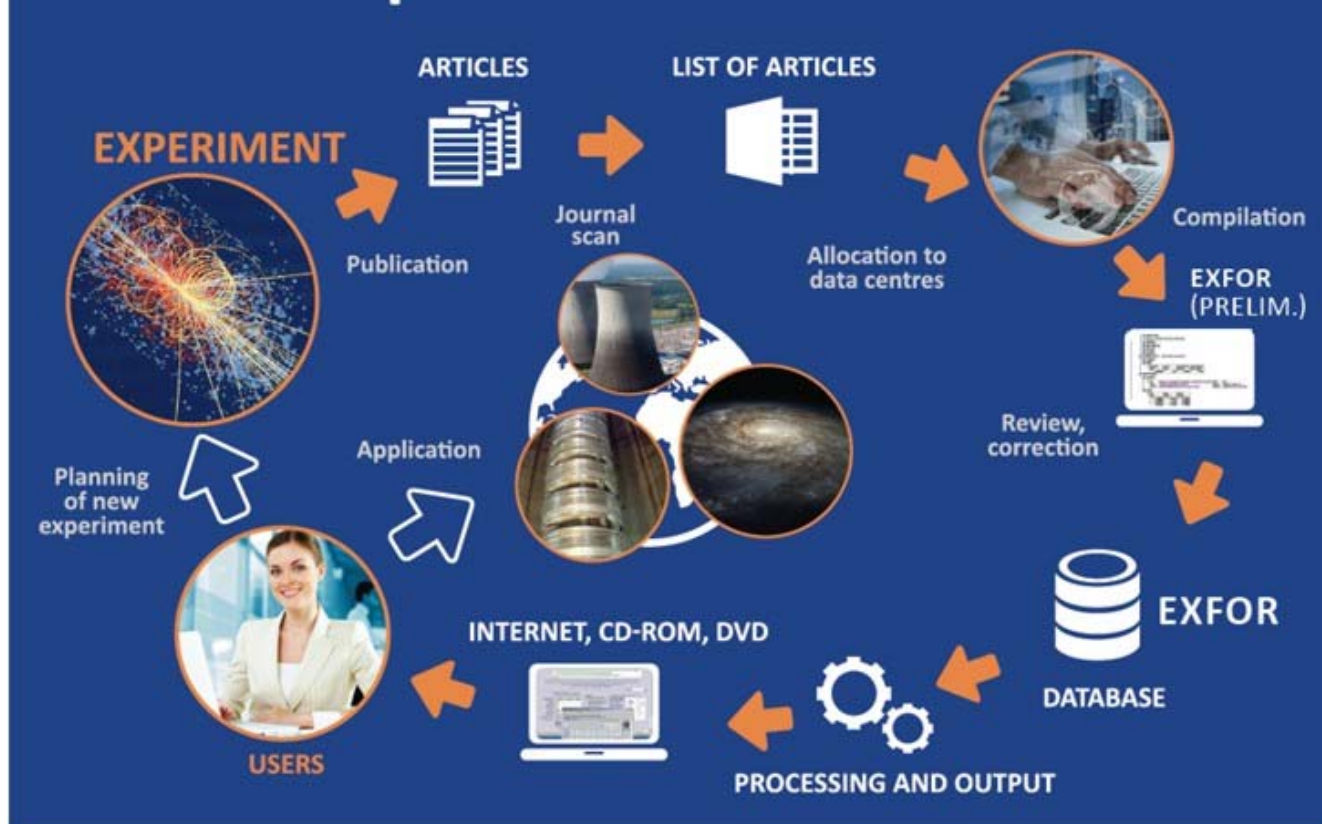 ARTICLES
LIST OF ARTICLES
EXPERIMENT
Publication
Journal
scan
Allocation to
data centres
Compilation
EXFOR
(PRELIM.)
Review,
correction
Application
Planning
of new
experiment
EXFOR
DATABASE
INTERNET, CD-ROM, DVD
PROCESSING AND OUTPUT
USERS